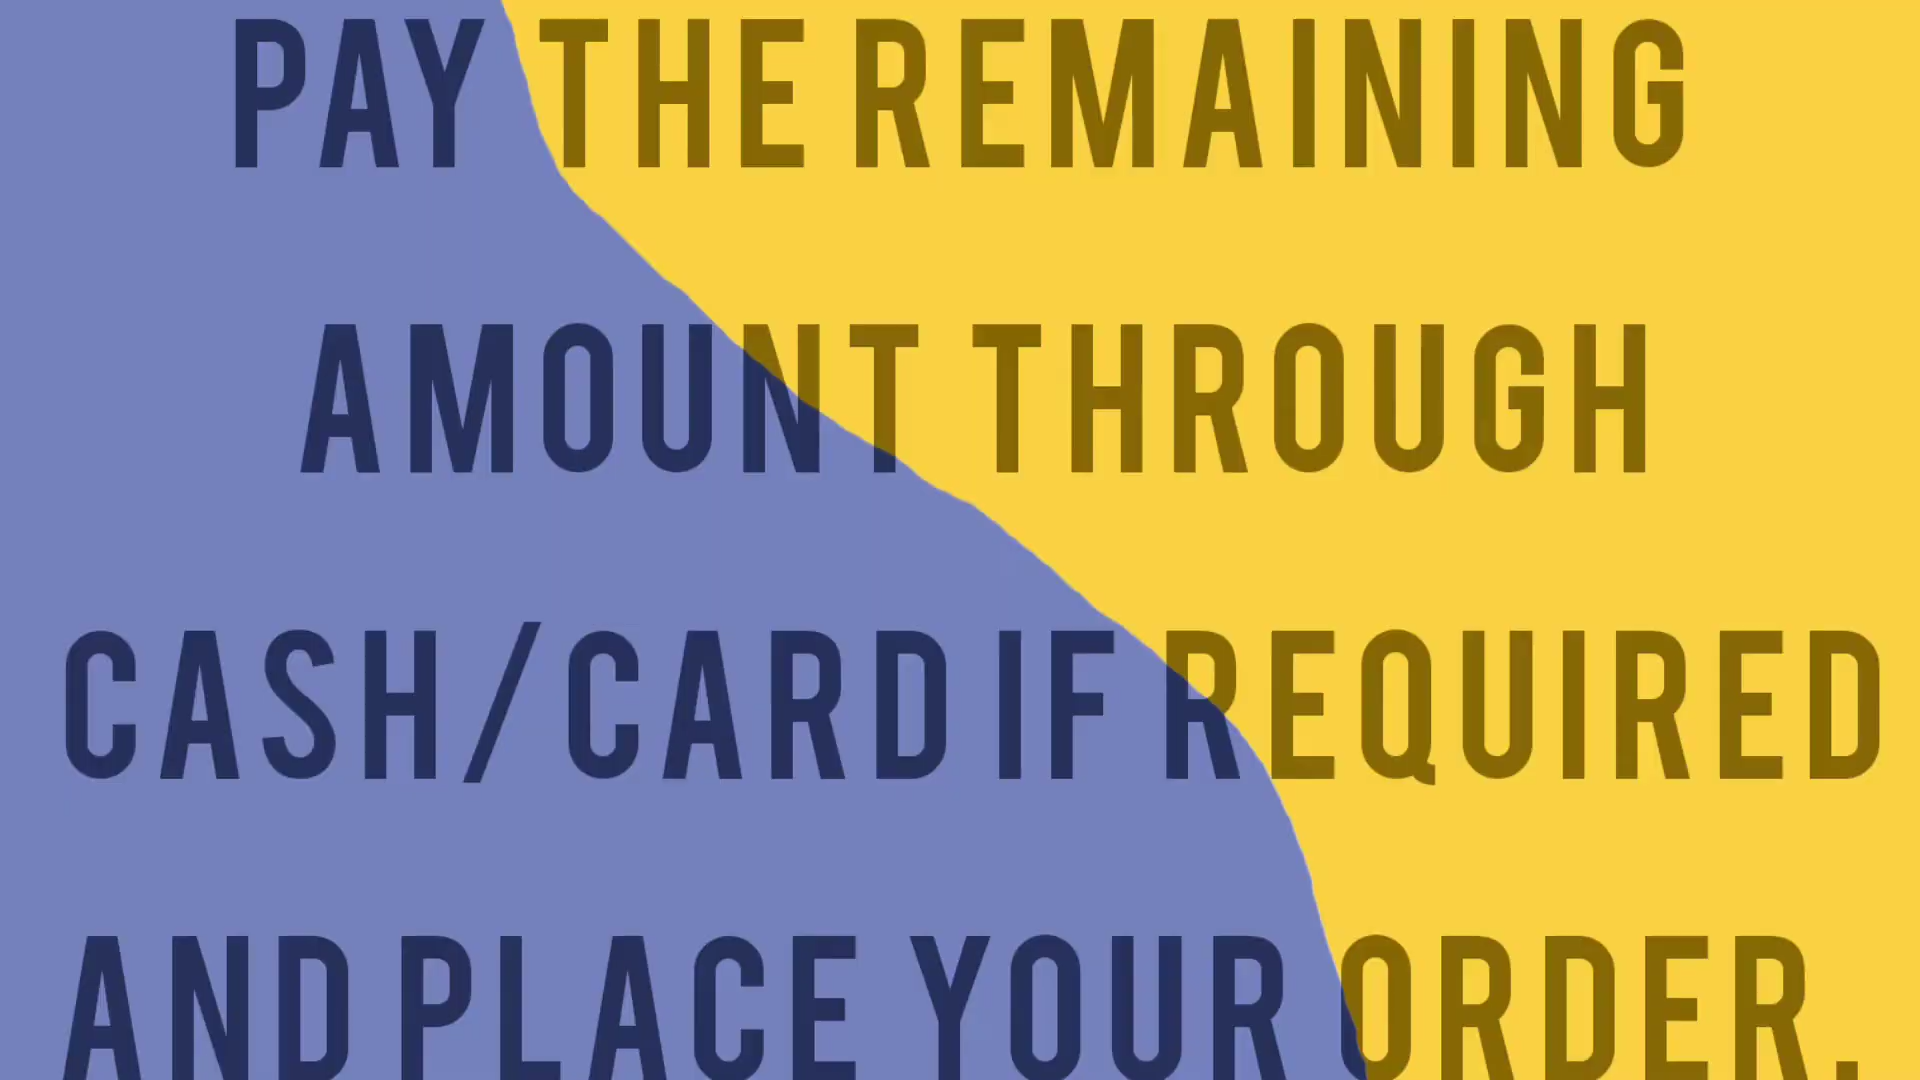 PAY THE REMAINING
AMOUNT THROUGH
CASH/CARD IF REQUIRED
AND PLACE YOUR ORDER.